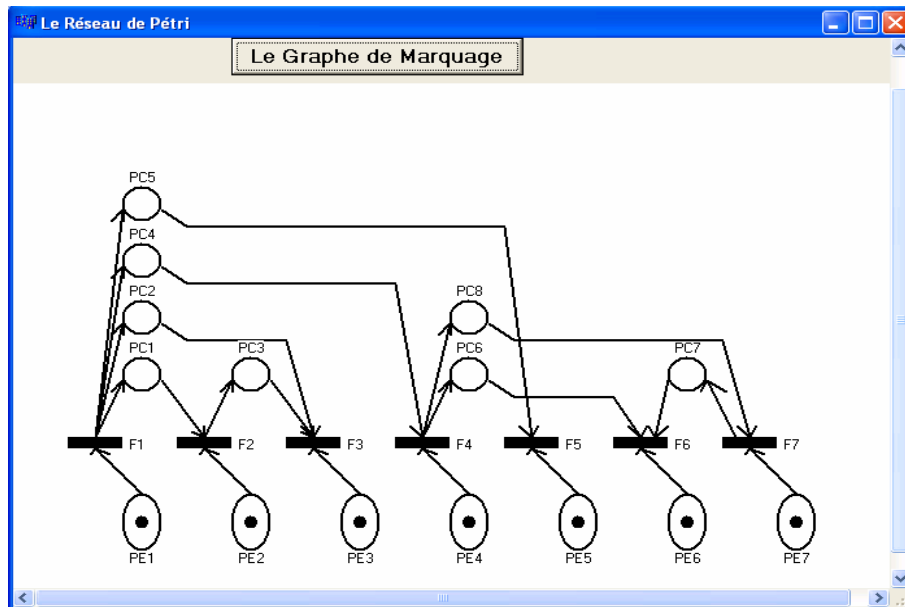 Le Réseau de Pétri
Le Graphe de Marquage
PC5
PC4
PC2 PC8
PC1 PC3 PC6 PC7
F1 F2 F3 F4 F5 F6 F7
PE1 PE2 PE3 PE4 PE5 PE6 PE7